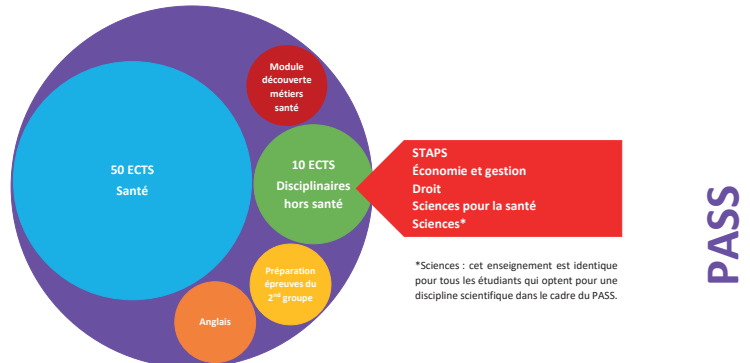 Module
découverte
métiers
santé
50 ECTS
Santé
10 ECTS
Disciplinaires
hors santé
STAPS
Économie et gestion
Droit
Sciences pour la santé
Sciences*
Préparation
épreuves du
2nd groupe
Anglais
*Sciences : cet enseignement est identique
pour tous les étudiants qui optent pour une
discipline scientifique dans le cadre du PASS.
PASS